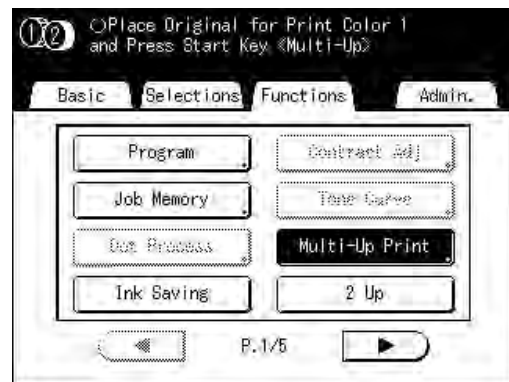 ①② ○Place Original for Print Color 1
and Press Start Key <Multi-Up>
Basic Selections Functions Admin.
Program Contrast Adj
Job Memory Tone Curve
Dot Process Multi-Up Print
Ink Saving 2 Up
◀ P.1/5 ▶